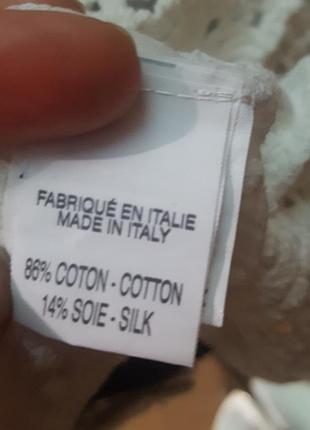 FABRIQUÉ EN ITALIE
MADE IN ITALY
86% COTON - COTTON
14% SOIE - SILK